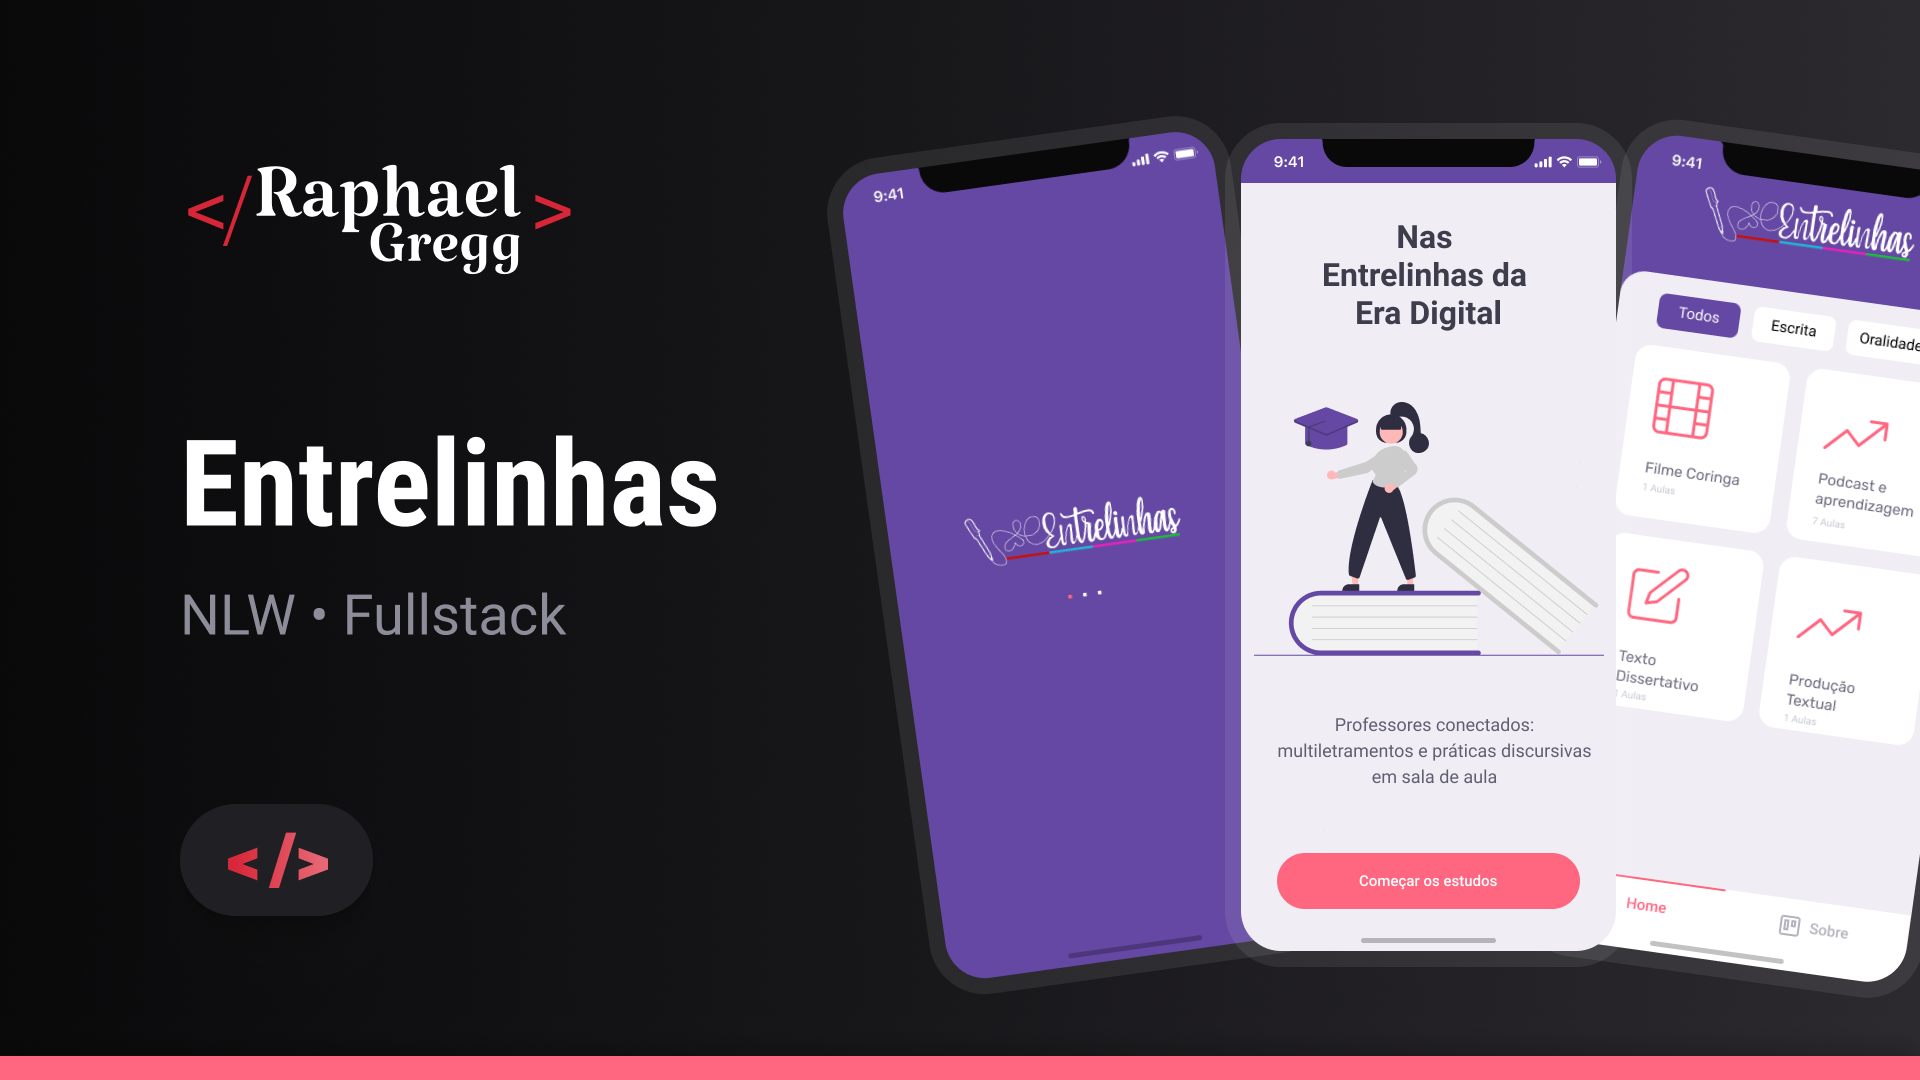 </Raphael>
Gregg
Entrelinhas
NLW • Fullstack
</>
9:41
Entrelinhas
9:41
Nas
Entrelinhas da
Era Digital
Professores conectados:
multiletramentos e práticas discursivas
em sala de aula
Começar os estudos
9:41
Entrelinhas
Todos
Escrita
Oralidade
Filme Coringa
1 Aulas
Podcast e
aprendizagem
7 Aulas
Texto
Dissertativo
1 Aulas
Produção
Textual
1 Aulas
Home
Sobre